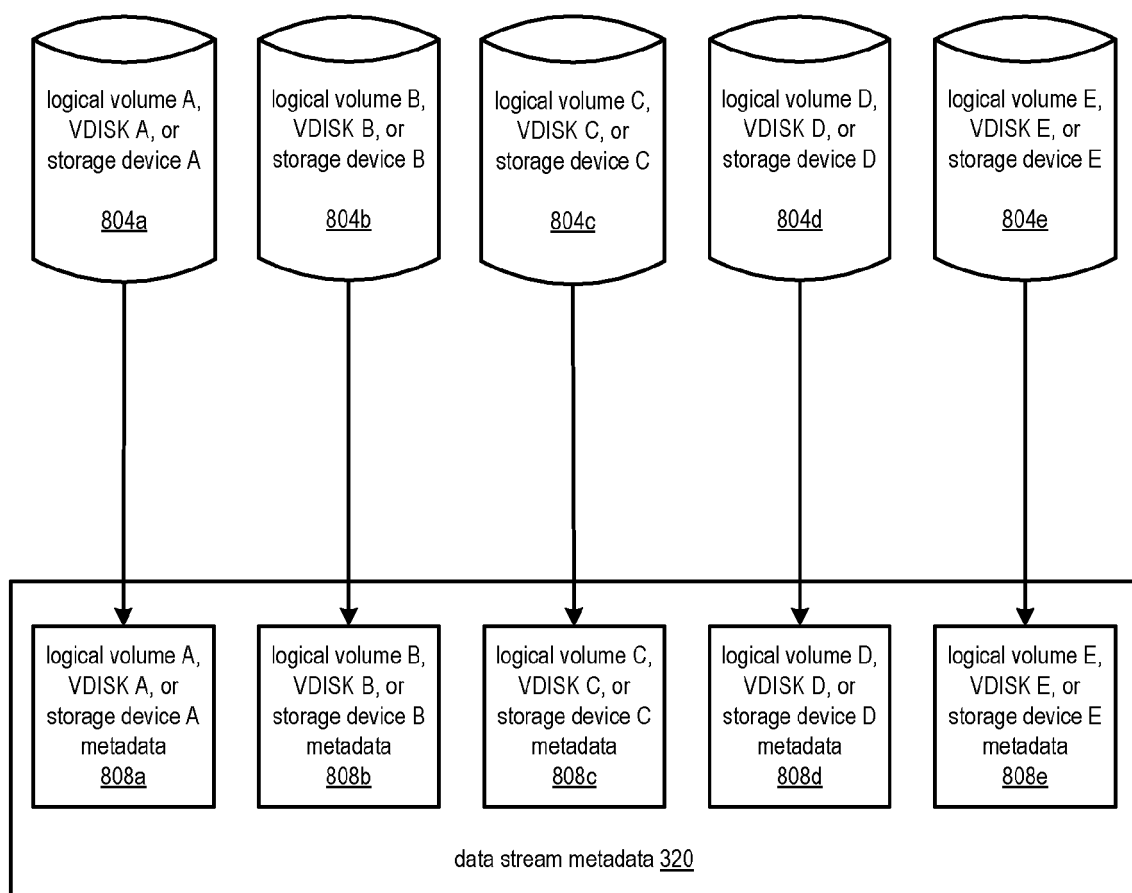 logical volume A,
VDISK A, or
storage device A
804a
logical volume B,
VDISK B, or
storage device B
804b
logical volume C,
VDISK C, or
storage device C
804c
logical volume D,
VDISK D, or
storage device D
804d
logical volume E,
VDISK E, or
storage device E
804e
logical volume A,
VDISK A, or
storage device A
metadata
808a
logical volume B,
VDISK B, or
storage device B
metadata
808b
logical volume C,
VDISK C, or
storage device C
metadata
808c
logical volume D,
VDISK D, or
storage device D
metadata
808d
logical volume E,
VDISK E, or
storage device E
metadata
808e
data stream metadata 320